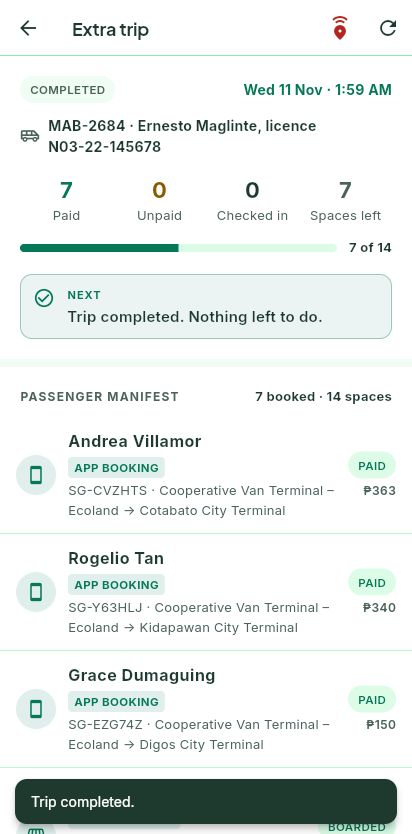 Extra trip
COMPLETED
Wed 11 Nov · 1:59 AM
MAB-2684 · Ernesto Maglinte, licence
N03-22-145678
7
0
0
7
Paid
Unpaid
Checked in
Spaces left
7 of 14
NEXT
Trip completed. Nothing left to do.
PASSENGER MANIFEST
7 booked · 14 spaces
Andrea Villamor
APP BOOKING
PAID
SG-CVZHTS · Cooperative Van Terminal –
₱363
Ecoland → Cotabato City Terminal
Rogelio Tan
APP BOOKING
PAID
SG-Y63HLJ · Cooperative Van Terminal –
₱340
Ecoland → Kidapawan City Terminal
Grace Dumaguing
APP BOOKING
PAID
SG-EZG74Z · Cooperative Van Terminal –
₱150
Ecoland → Digos City Terminal
Trip completed.
BOARDED